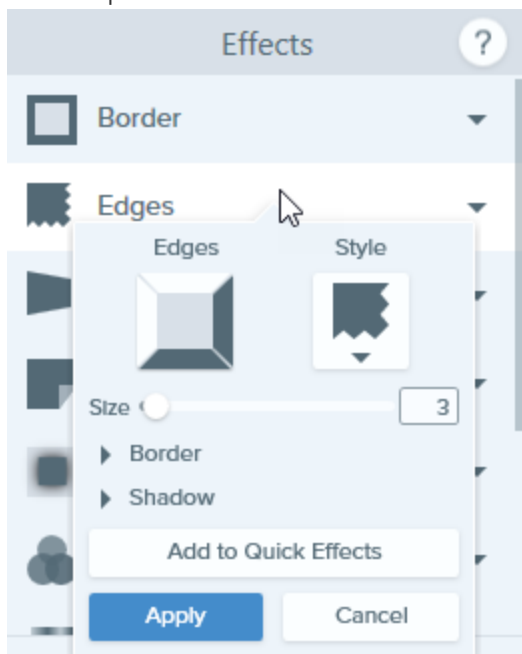 Effects ?
Border
Edges
Edges Style
Size 3
Border
Shadow
Add to Quick Effects
Apply Cancel